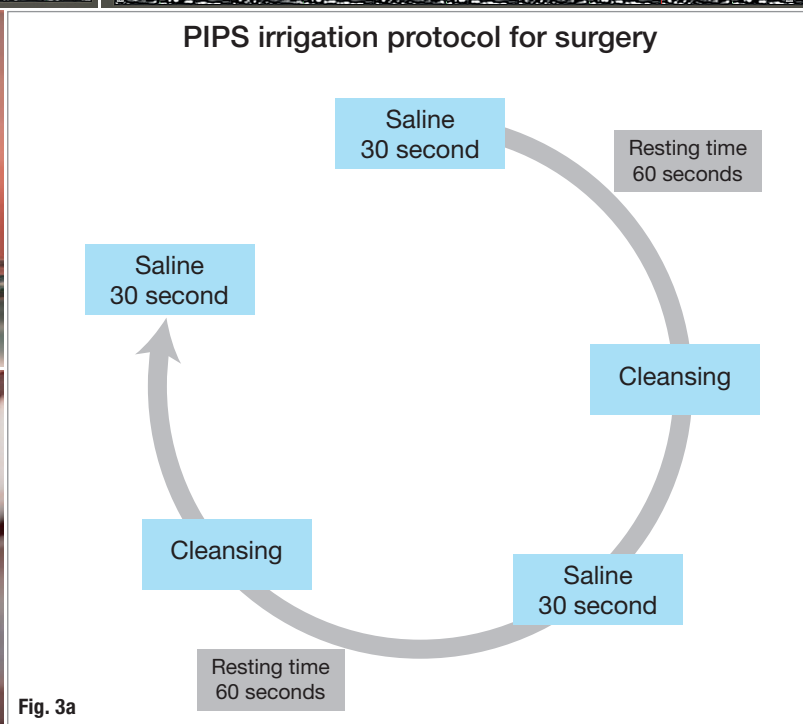 PIPS irrigation protocol for surgery
Saline
30 second
Resting time
60 seconds
Cleansing
Saline
30 second
Resting time
60 seconds
Cleansing
Saline
30 second
Fig. 3a